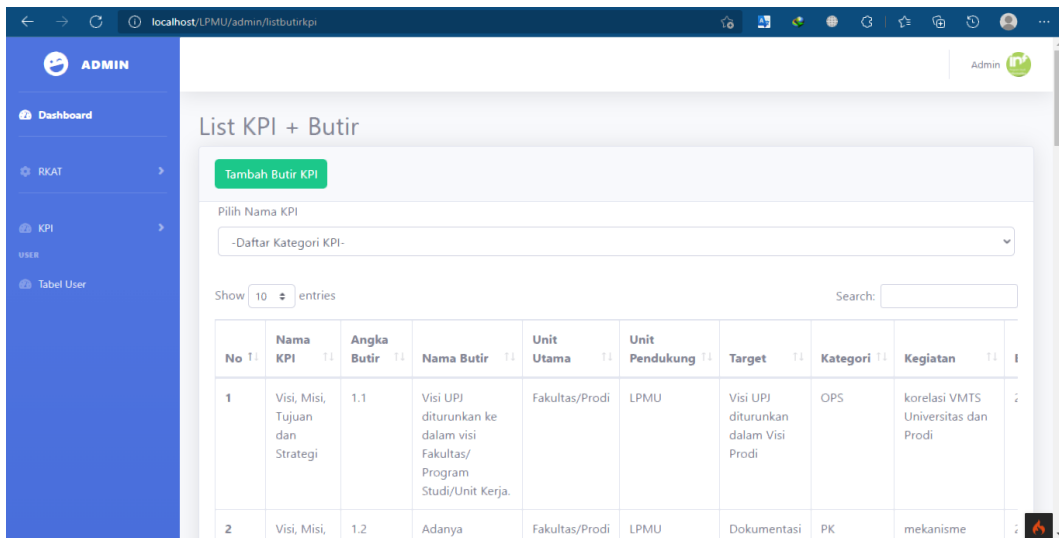 localhost/LPMU/admin/listbutirkpi
ADMIN
Admin
Dashboard
List KPI + Butir
RKAT
Tambah Butir KPI
Pilih Nama KPI
KPI
-Daftar Kategori KPI-
USER
Tabel User
Show 10 entries Search:
No Nama KPI Angka Butir Nama Butir Unit Utama Unit Pendukung Target Kategori Kegiatan
1 Visi, Misi, 1.1 Visi UPJ Fakultas/Prodi LPMU Visi UPJ OPS korelasi VMTS
Tujuan diturunkan ke diturunkan Universitas dan
dan dalam visi dalam Visi Prodi
Strategi Fakultas/ Prodi
Program
Studi/Unit Kerja.
2 Visi, Misi, 1.2 Adanya Fakultas/Prodi LPMU Dokumentasi PK mekanisme